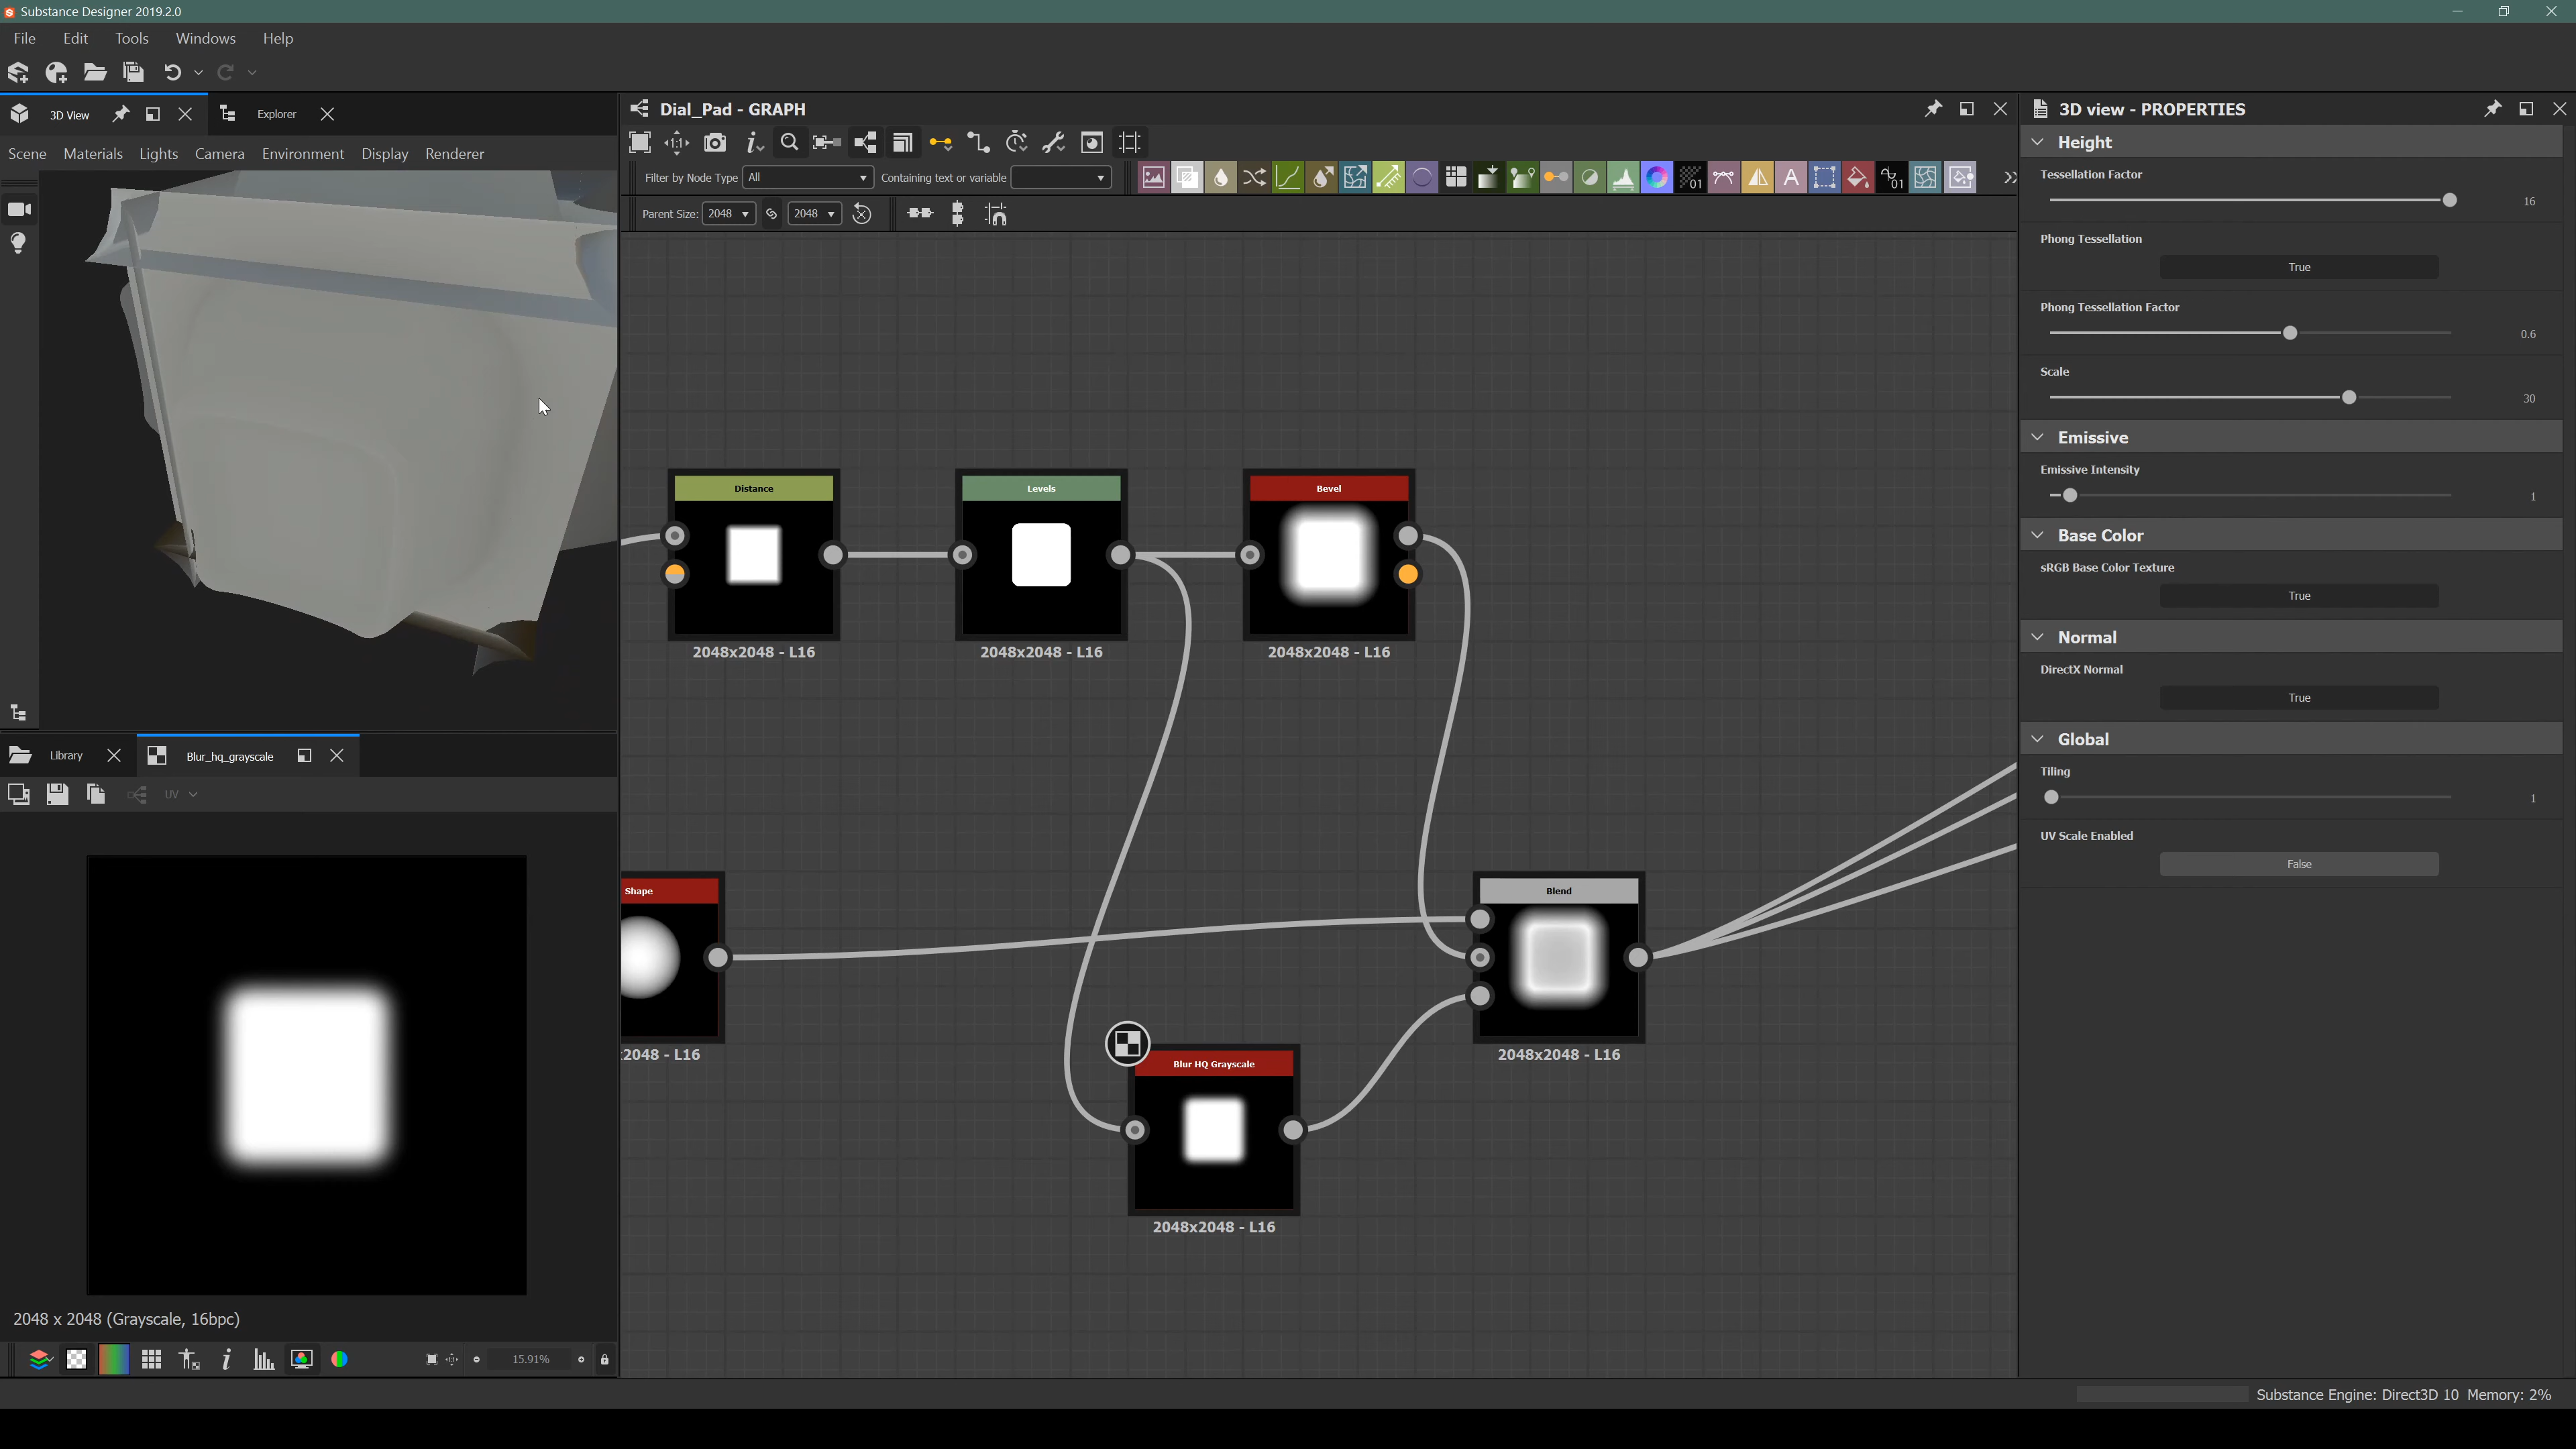 Substance Designer 2019.2.0
File Edit Tools Windows Help
3D View Explorer
Scene Materials Lights Camera Environment Display Renderer
Library Blur_hq_grayscale
UV
2048 x 2048 (Grayscale, 16bpc)
15.91%
Dial_Pad - GRAPH
1:1
Filter by Node Type All Containing text or variable
01 A 01
Parent Size: 2048 2048
Distance
2048x2048 - L16
Levels
2048x2048 - L16
Bevel
2048x2048 - L16
Shape
2048 - L16
Blend
2048x2048 - L16
Blur HQ Grayscale
2048x2048 - L16
3D view - PROPERTIES
Height
Tessellation Factor
16
Phong Tessellation
True
Phong Tessellation Factor
0.6
Scale
30
Emissive
Emissive Intensity
1
Base Color
sRGB Base Color Texture
True
Normal
DirectX Normal
True
Global
Tiling
1
UV Scale Enabled
False
Substance Engine: Direct3D 10 Memory: 2%